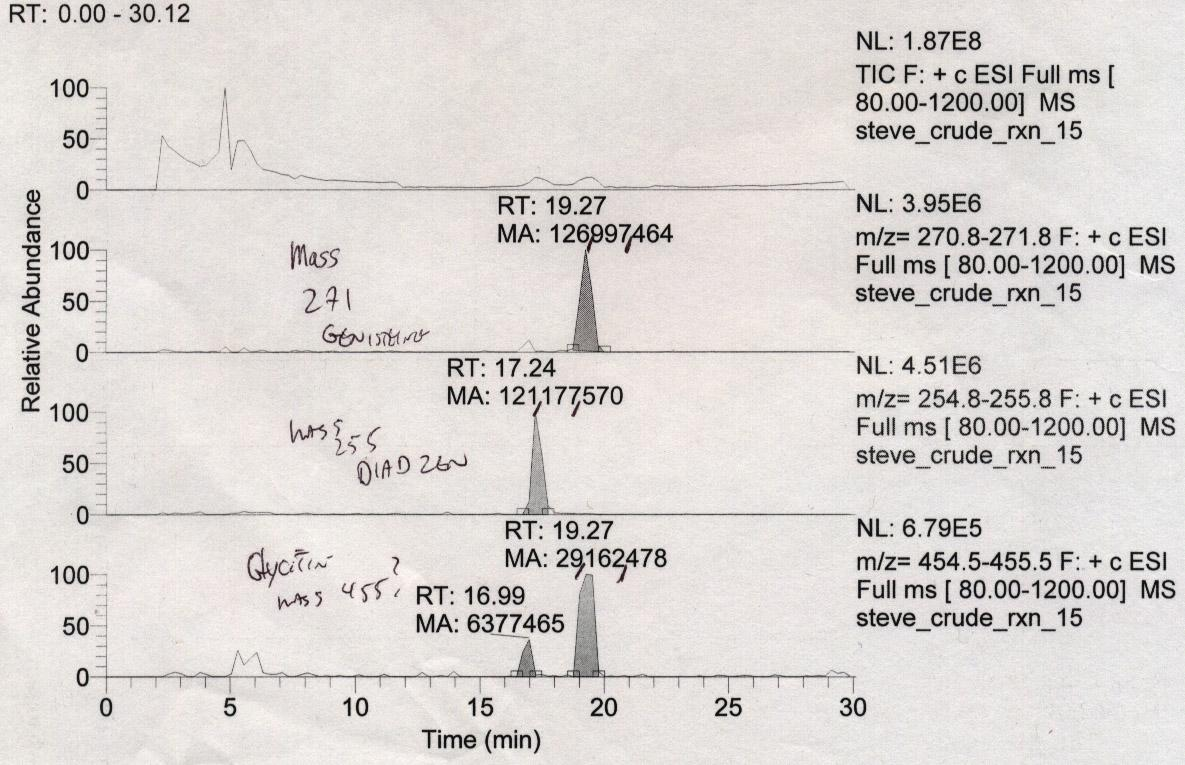 RT: 0.00 - 30.12
NL: 1.87E8
TIC F: + c ESI Full ms [
80.00-1200.00] MS
steve_crude_rxn_15
100
50
0
RT: 19.27
MA: 126997464
NL: 3.95E6
m/z= 270.8-271.8 F: + c ESI
Full ms [ 80.00-1200.00] MS
steve_crude_rxn_15
100
50
0
Mass
271
GENISTEINE
RT: 17.24
MA: 121177570
NL: 4.51E6
m/z= 254.8-255.8 F: + c ESI
Full ms [ 80.00-1200.00] MS
steve_crude_rxn_15
100
50
0
MASS
255
DIADZEN
RT: 19.27
MA: 29162478
RT: 16.99
MA: 6377465
NL: 6.79E5
m/z= 454.5-455.5 F: + c ESI
Full ms [ 80.00-1200.00] MS
steve_crude_rxn_15
100
50
0
Glycitin ?
mass 455?
Relative Abundance
0 5 10 15 20 25 30
Time (min)